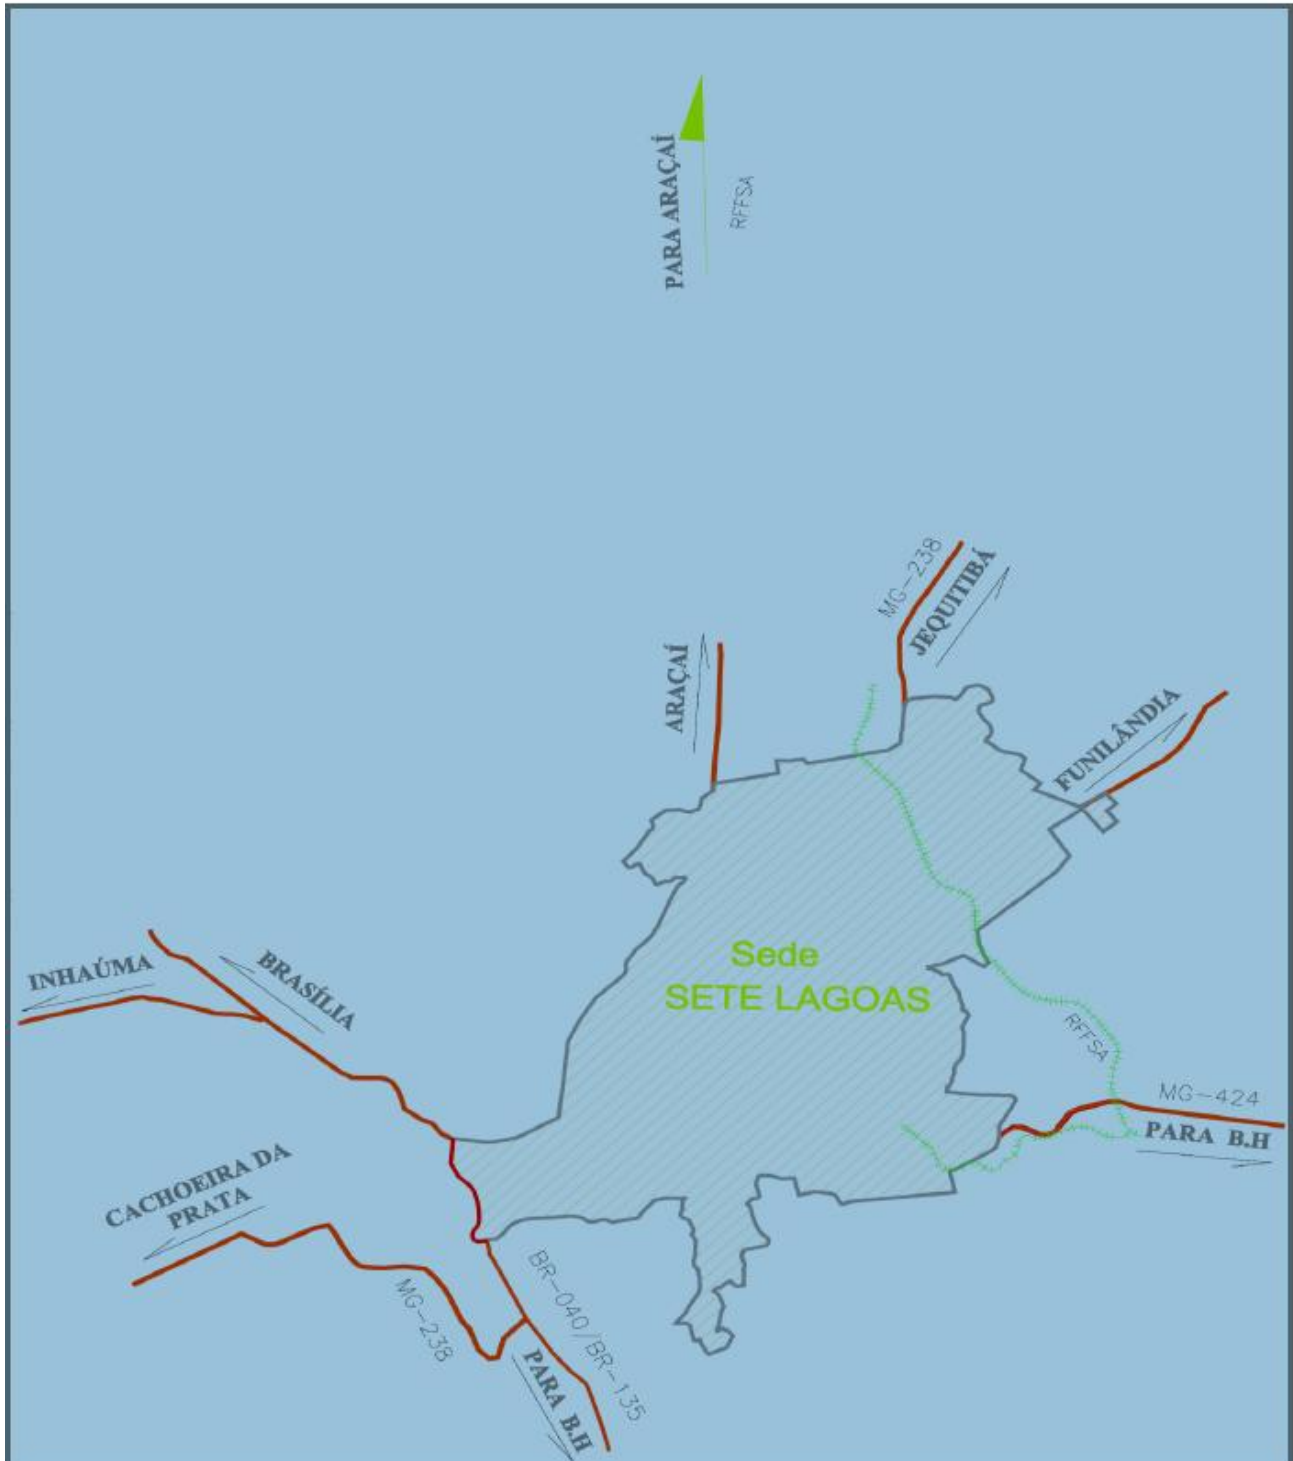 PARA ARAÇAÍ
RFFSA
MG-238
JEQUITIBÁ
ARAÇAÍ
FUNILÂNDIA
INHAÚMA
BRASÍLIA
Sede
SETE LAGOAS
RFFSA
MG-424
PARA B.H
CACHOEIRA DA
PRATA
MG-238
BR-040/BR-135
PARA B.H